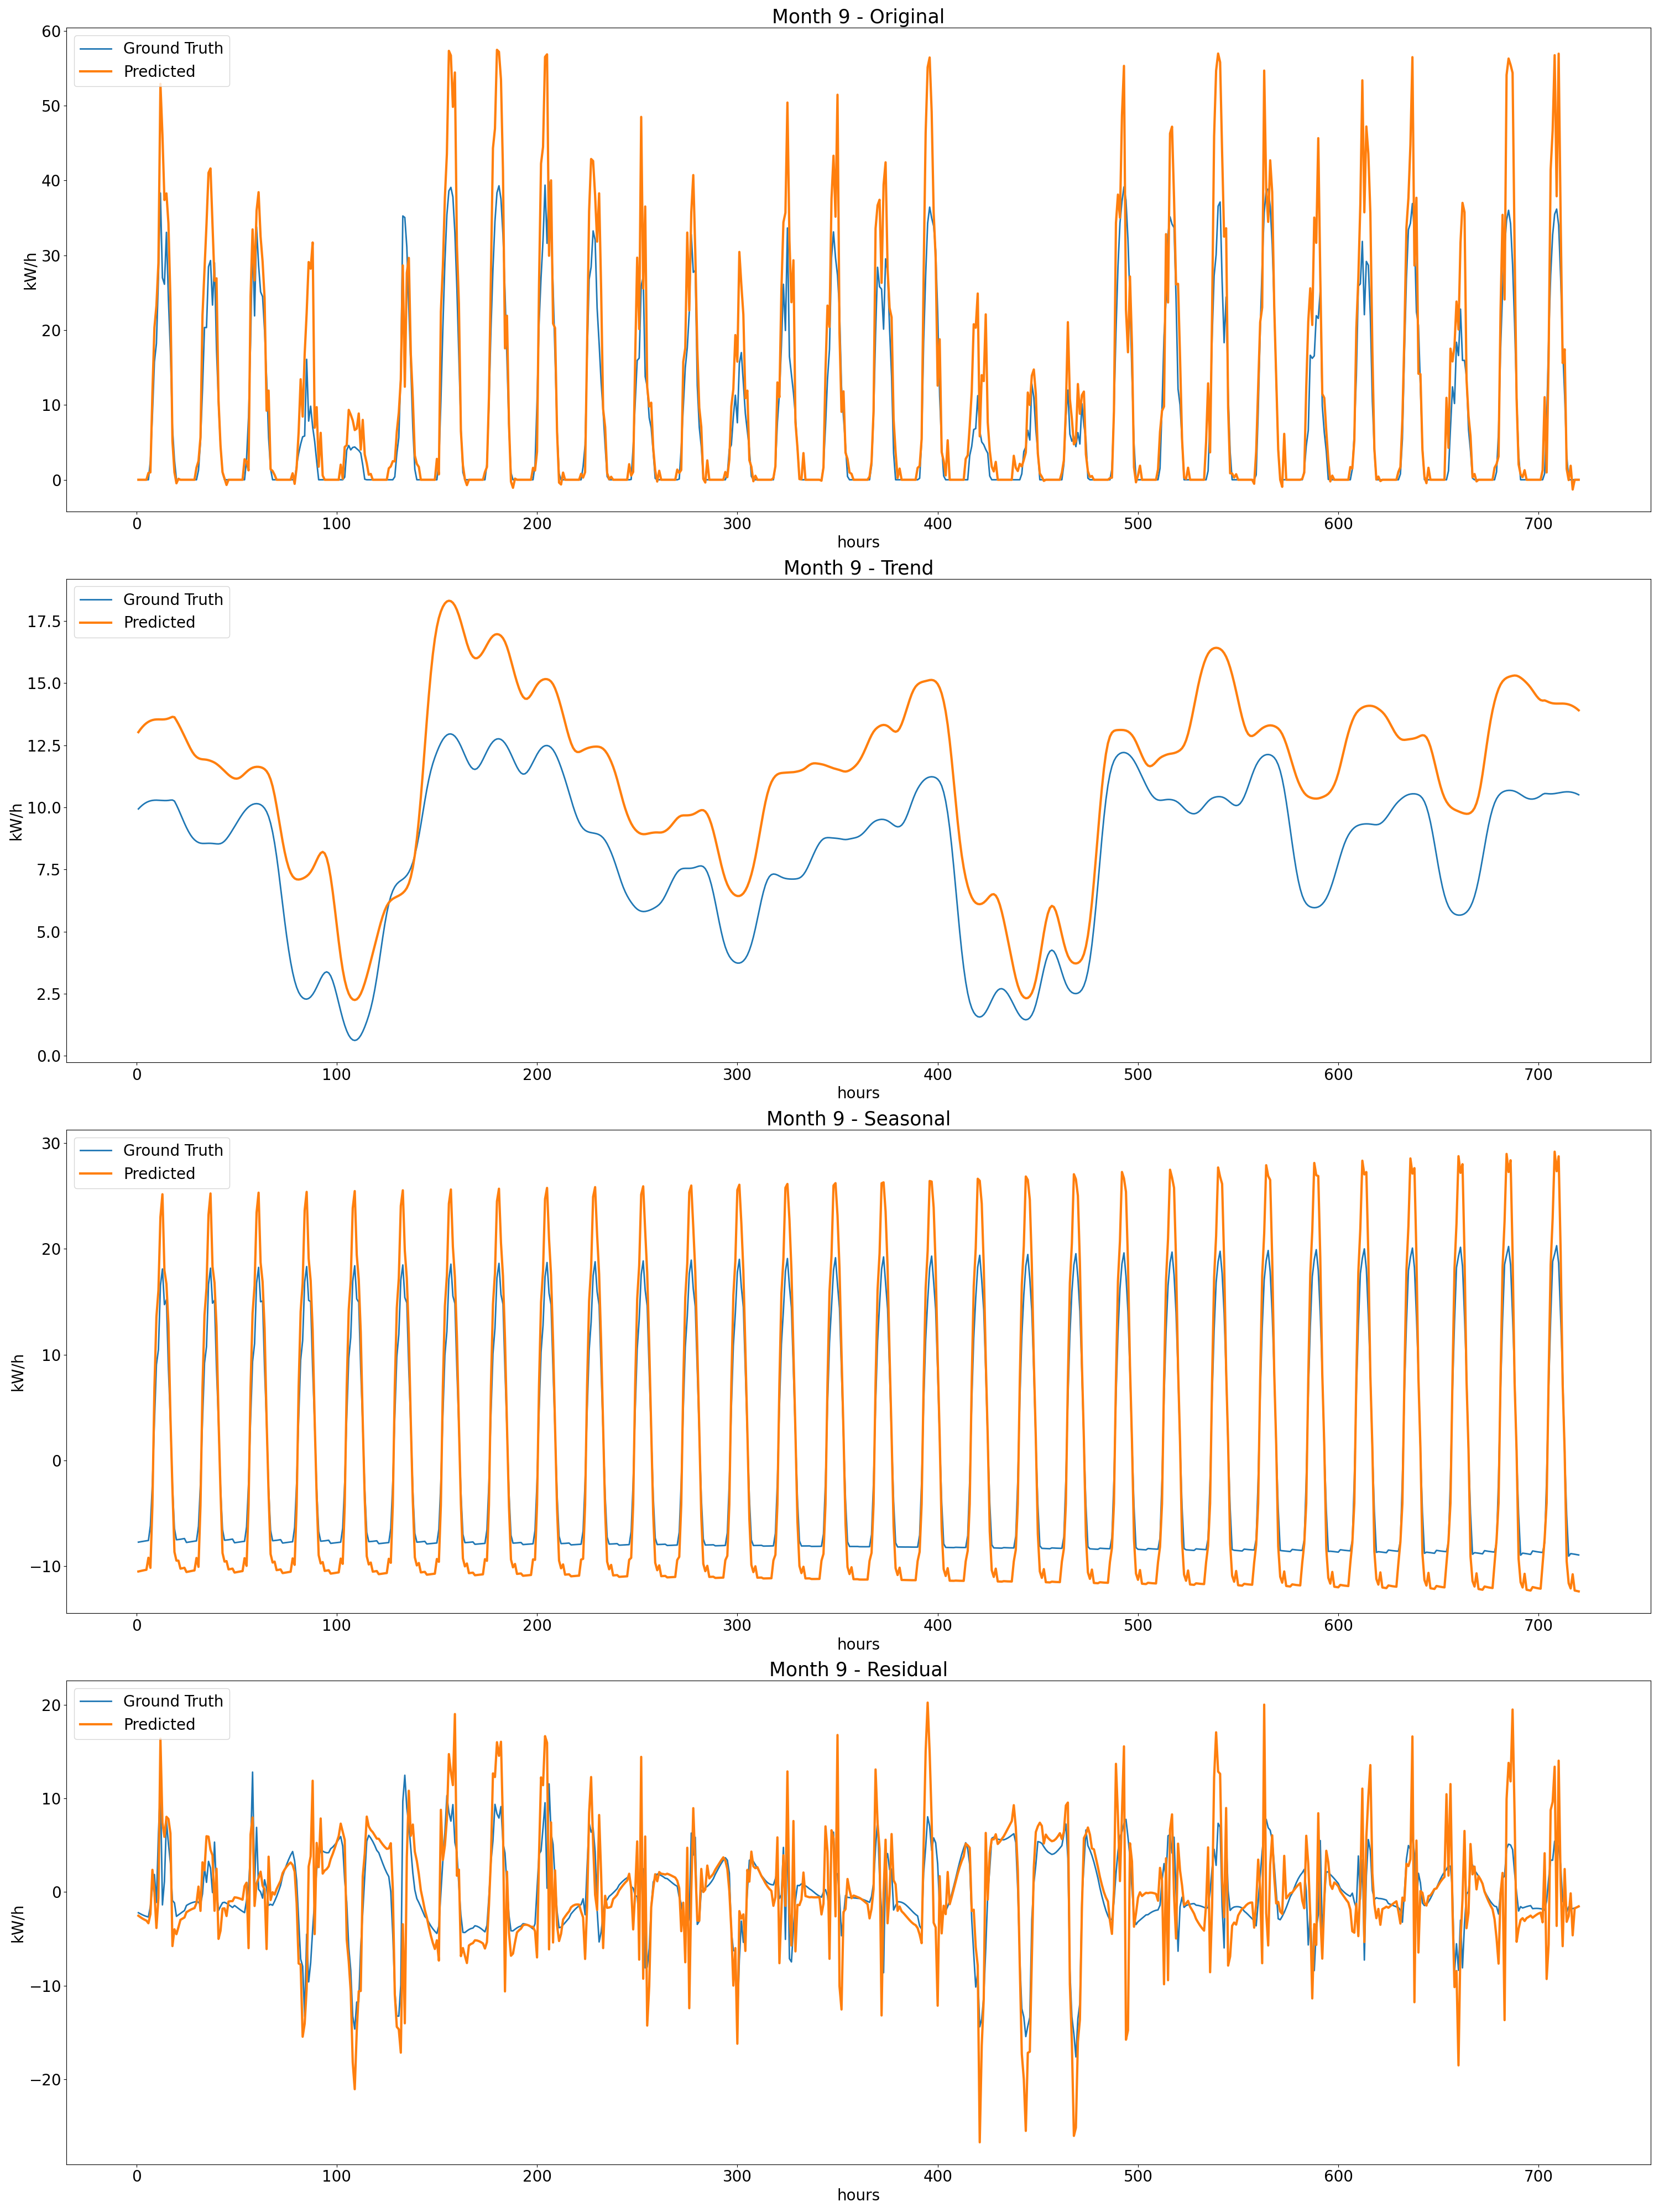 Month 9 - Original
Ground Truth
Predicted
60
50
40
30
20
10
0
kW/h
0 100 200 300 400 500 600 700
hours
Month 9 - Trend
Ground Truth
Predicted
17.5
15.0
12.5
10.0
7.5
5.0
2.5
0.0
kW/h
0 100 200 300 400 500 600 700
hours
Month 9 - Seasonal
Ground Truth
Predicted
30
20
10
0
−10
kW/h
0 100 200 300 400 500 600 700
hours
Month 9 - Residual
Ground Truth
Predicted
20
10
0
−10
−20
kW/h
0 100 200 300 400 500 600 700
hours